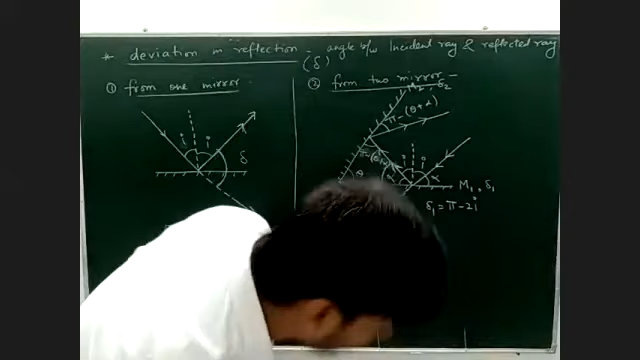 * deviation in reflection - angle b/w Incident ray & reflected ray
(δ)
① from one mirror
② from two mirror -
M₂, δ₂
π-(θ+α)
i i
δ
i i
θ
α
α
M₁, δ₁
δ₁ = π-2i